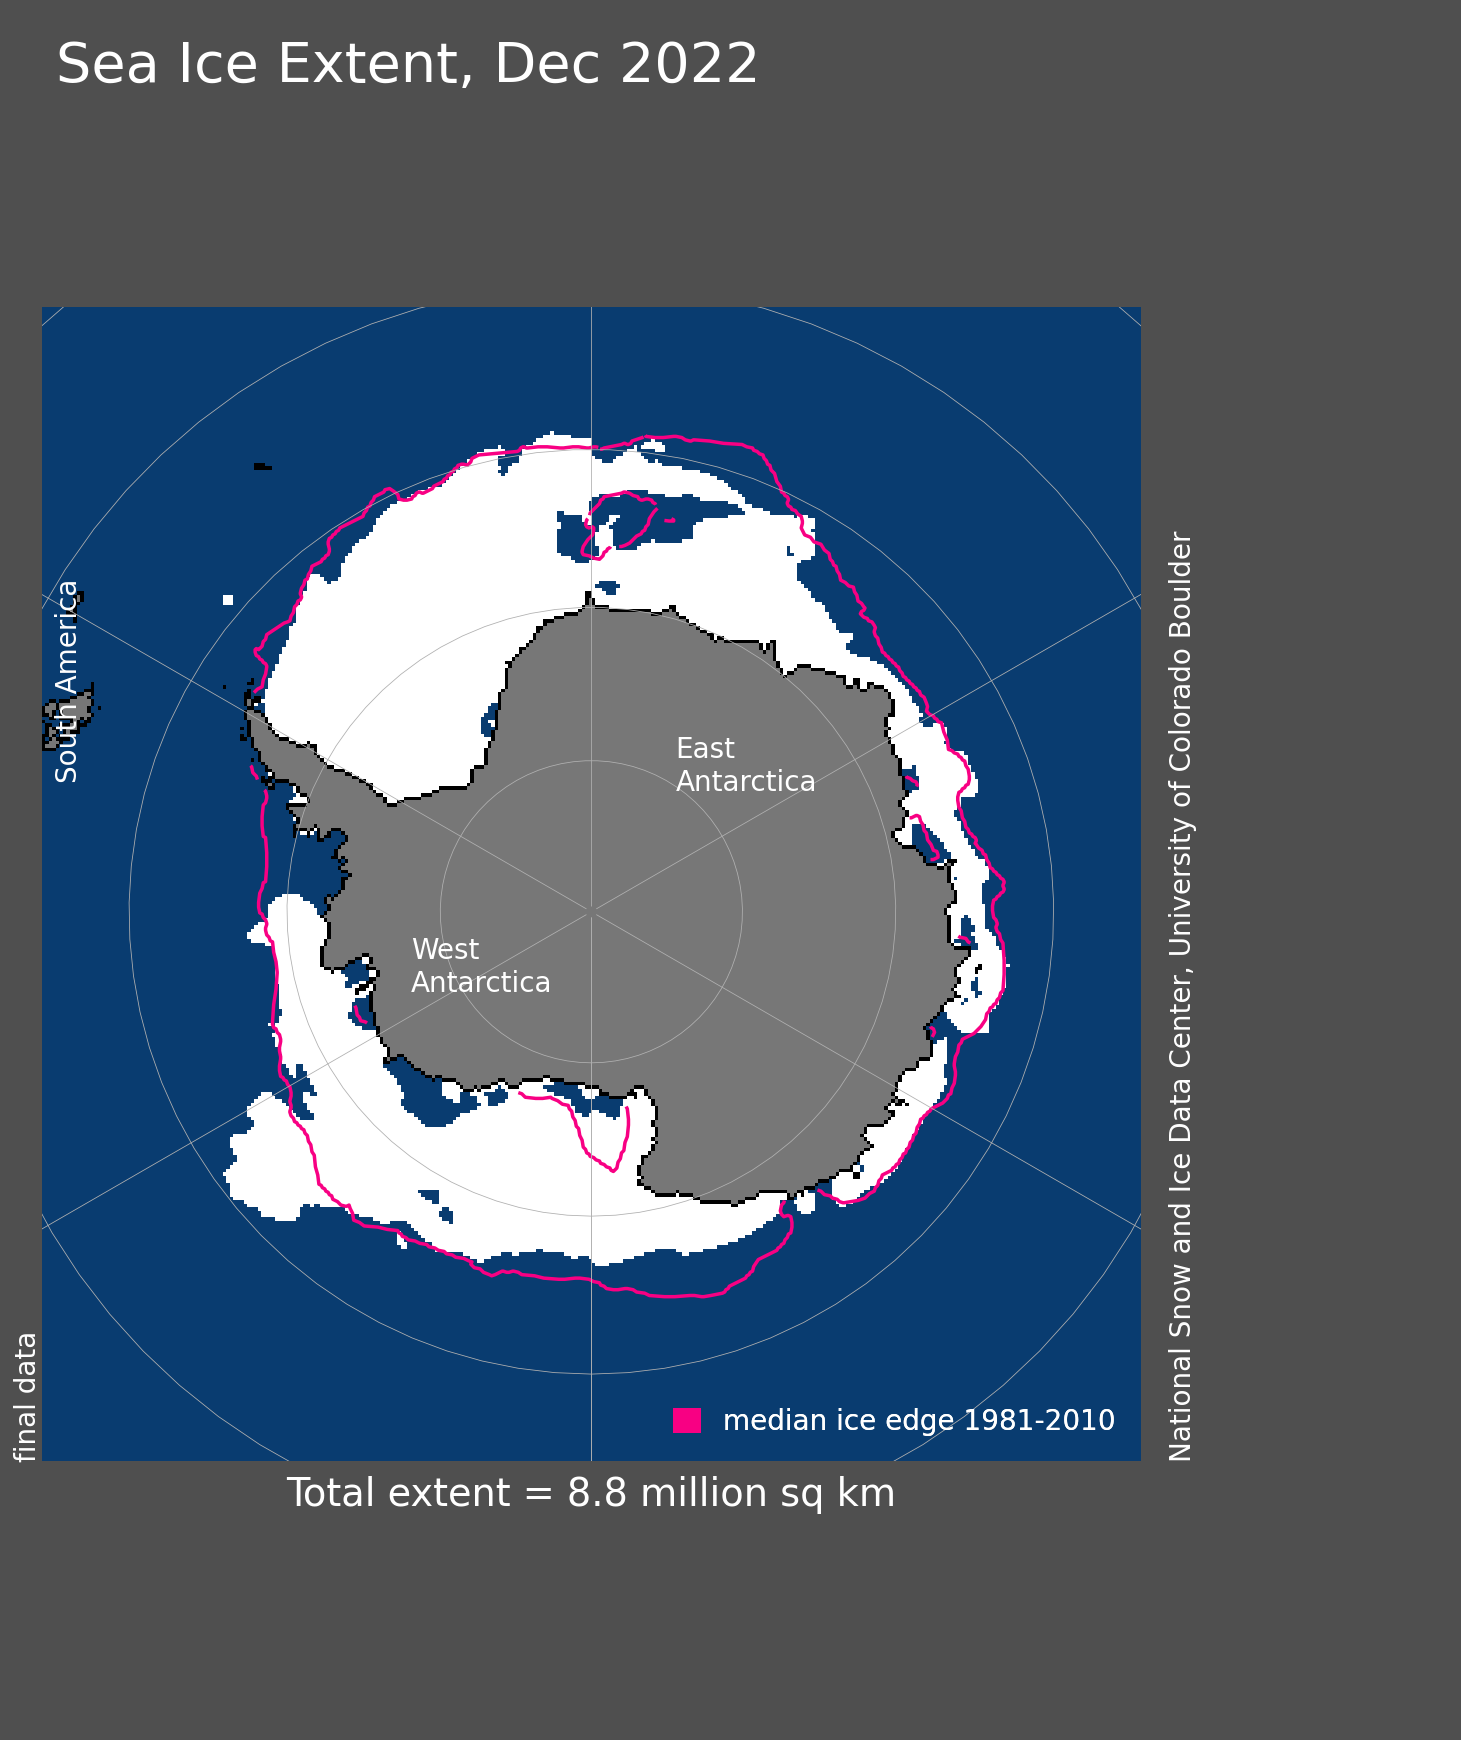 Sea Ice Extent, Dec 2022
South America
East
Antarctica
West
Antarctica
National Snow and Ice Data Center, University of Colorado Boulder
final data
median ice edge 1981-2010
Total extent = 8.8 million sq km